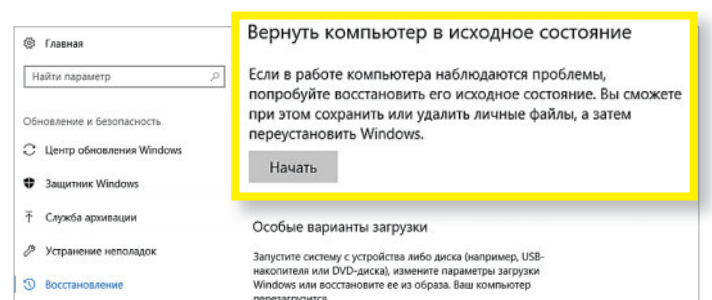 Главная
Найти параметр
Обновление и безопасность
Центр обновления Windows
Защитник Windows
Служба архивации
Устранение неполадок
Восстановление
Вернуть компьютер в исходное состояние
Если в работе компьютера наблюдаются проблемы,
попробуйте восстановить его исходное состояние. Вы сможете
при этом сохранить или удалить личные файлы, а затем
переустановить Windows.
Начать
Особые варианты загрузки
Запустите систему с устройства либо диска (например, USB-
накопителя или DVD-диска), измените параметры загрузки
Windows или восстановите ее из образа. Ваш компьютер
перезагрузится.